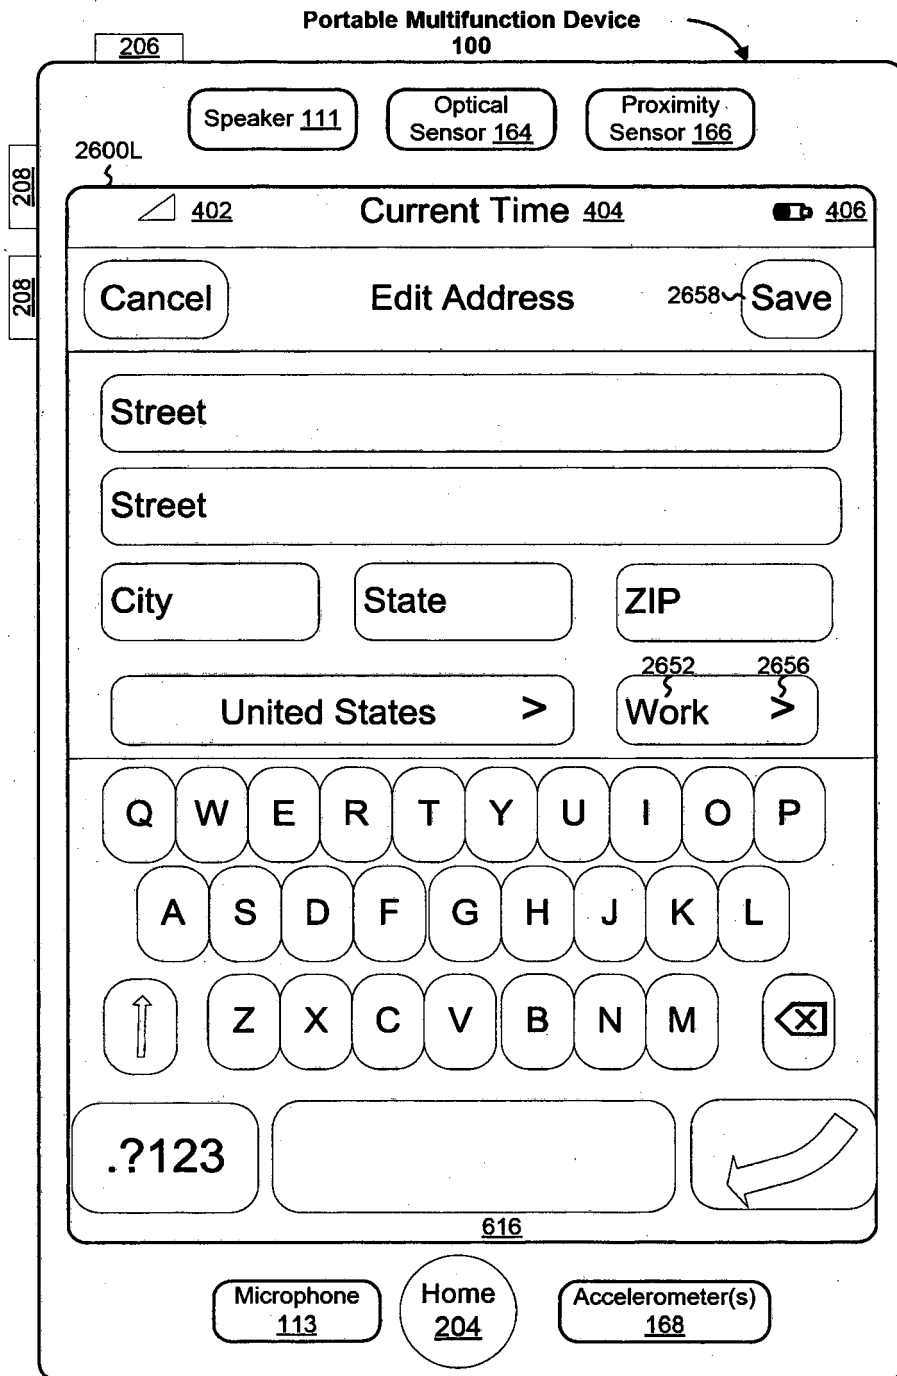 Portable Multifunction Device
100
206
Speaker 111
Optical
Sensor 164
Proximity
Sensor 166
2600L
208
402
Current Time 404
406
208
Cancel
Edit Address
2658
Save
Street
Street
City
State
ZIP
2652
2656
United States >
Work >
Q W E R T Y U I O P
A S D F G H J K L
Z X C V B N M X
.?123
616
Microphone
113
Home
204
Accelerometer(s)
168